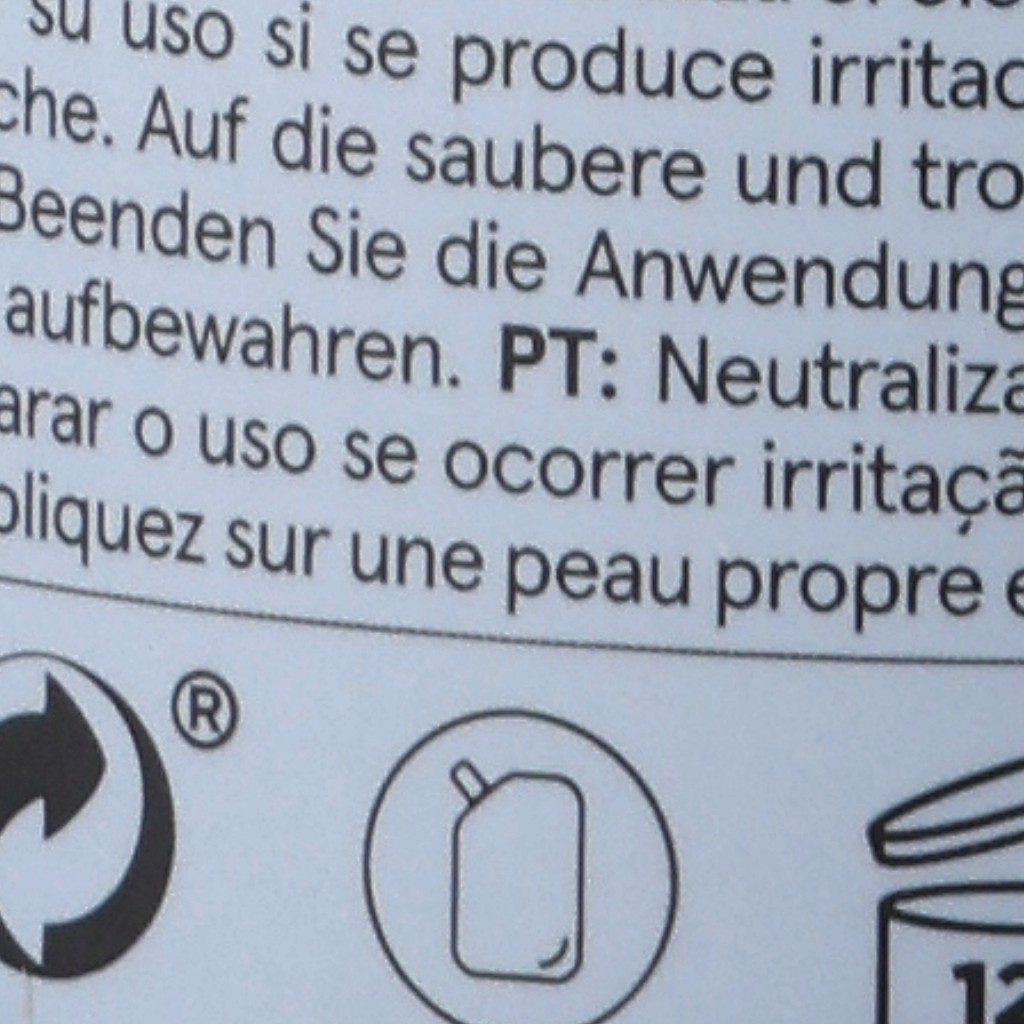 su uso si se produce irritac
che. Auf die saubere und tro
Beenden Sie die Anwendung
aufbewahren. PT: Neutraliza
arar o uso se ocorrer irritaçã
pliquez sur une peau propre e
®
12